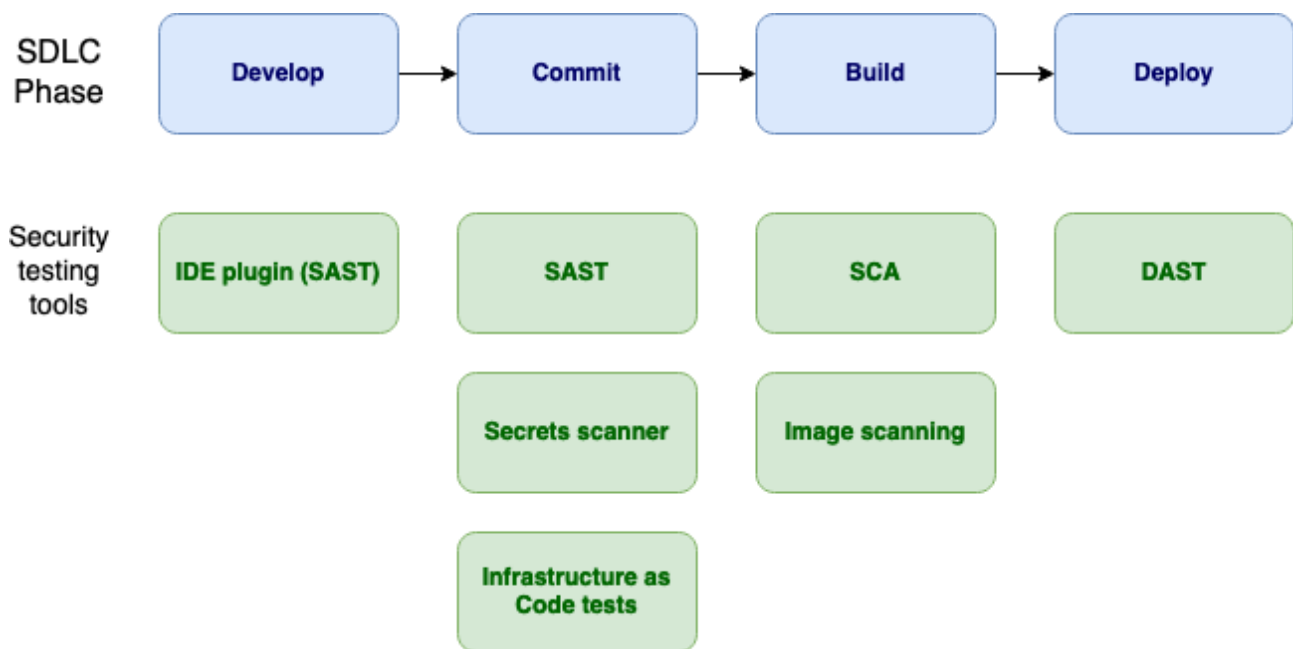 SDLC
Phase
Develop
Commit
Build
Deploy
Security
testing
tools
IDE plugin (SAST)
SAST
SCA
DAST
Secrets scanner
Image scanning
Infrastructure as
Code tests